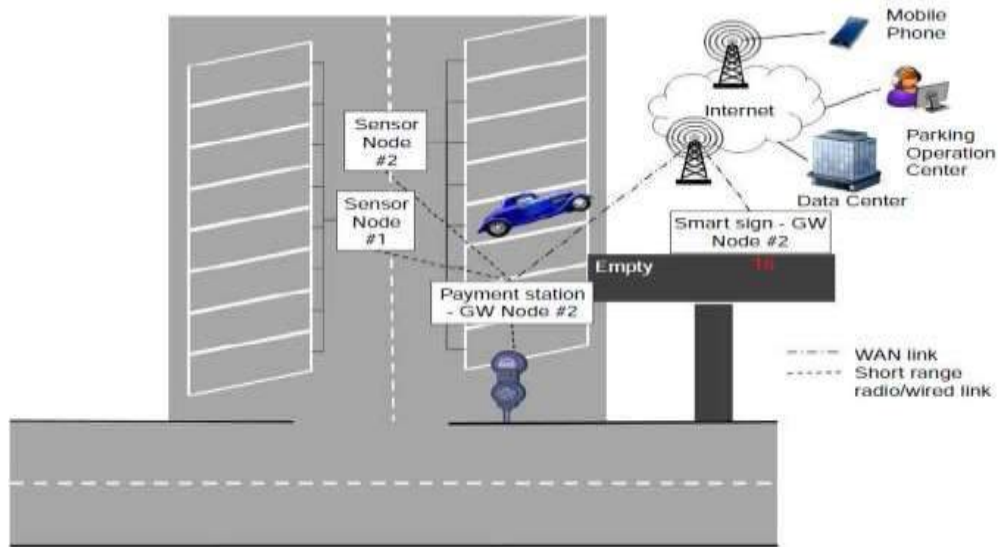 Mobile
Phone
Internet
Parking
Operation
Center
Data Center
Sensor
Node
#2
Sensor
Node
#1
Smart sign - GW
Node #2
Empty 16
Payment station
- GW Node #2
WAN link
Short range
radio/wired link